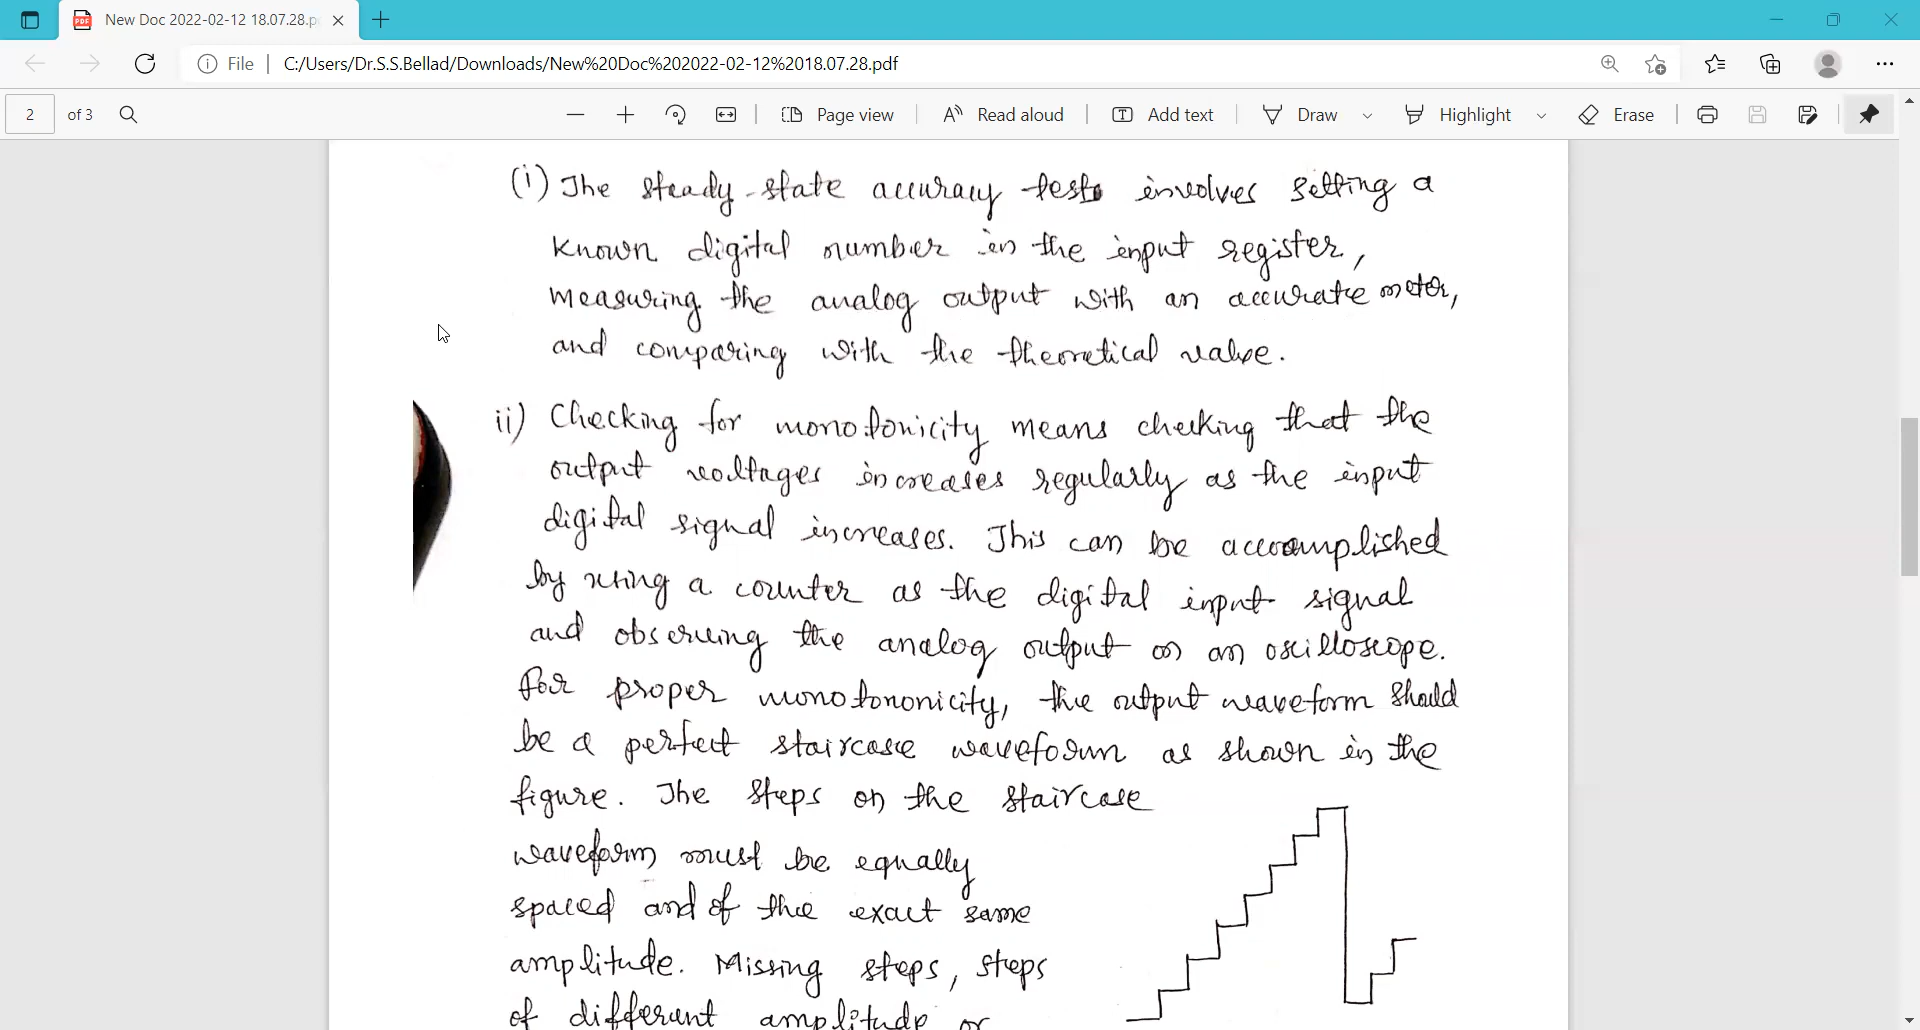 New Doc 2022-02-12 18.07.28.p
File C:/Users/Dr.S.S.Bellad/Downloads/New%20Doc%202022-02-12%2018.07.28.pdf
2 of 3 Page view Read aloud Add text Draw Highlight Erase
(i) The steady-state accuracy tests involves setting a
known digital number in the input register,
measuring the analog output with an accurate meter,
and comparing with the theoretical value.
ii) Checking for monotonicity means checking that the
output voltages increases regularly as the input
digital signal increases. This can be accomplished
by using a counter as the digital input signal
and observing the analog output on an oscilloscope.
For proper monotononicity, the output waveform should
be a perfect staircase waveform as shown in the
figure. The steps on the staircase
waveform must be equally
spaced and of the exact same
amplitude. Missing steps, steps
of different amplitude or